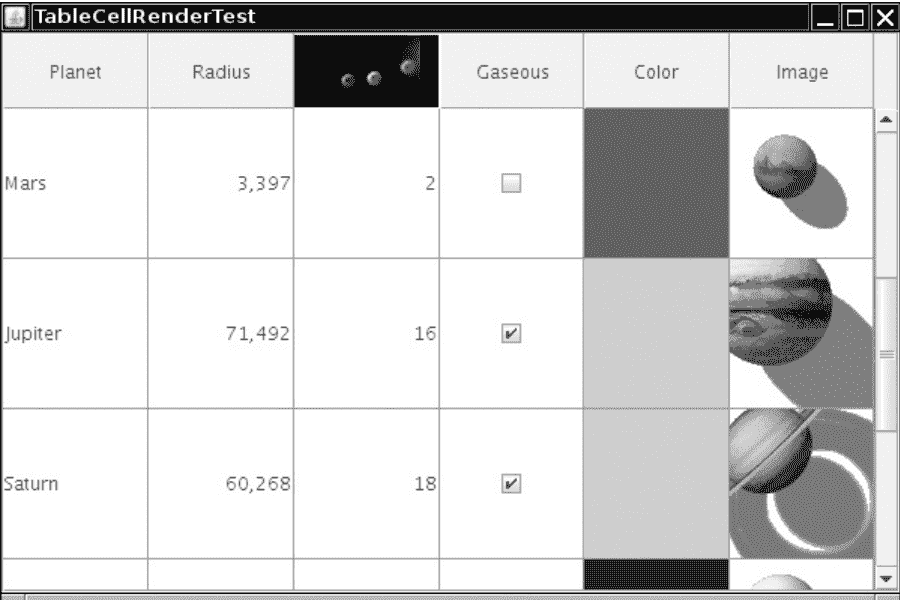 TableCellRenderTest
Planet Radius Gaseous Color Image
Mars 3,397 2
Jupiter 71,492 16
Saturn 60,268 18